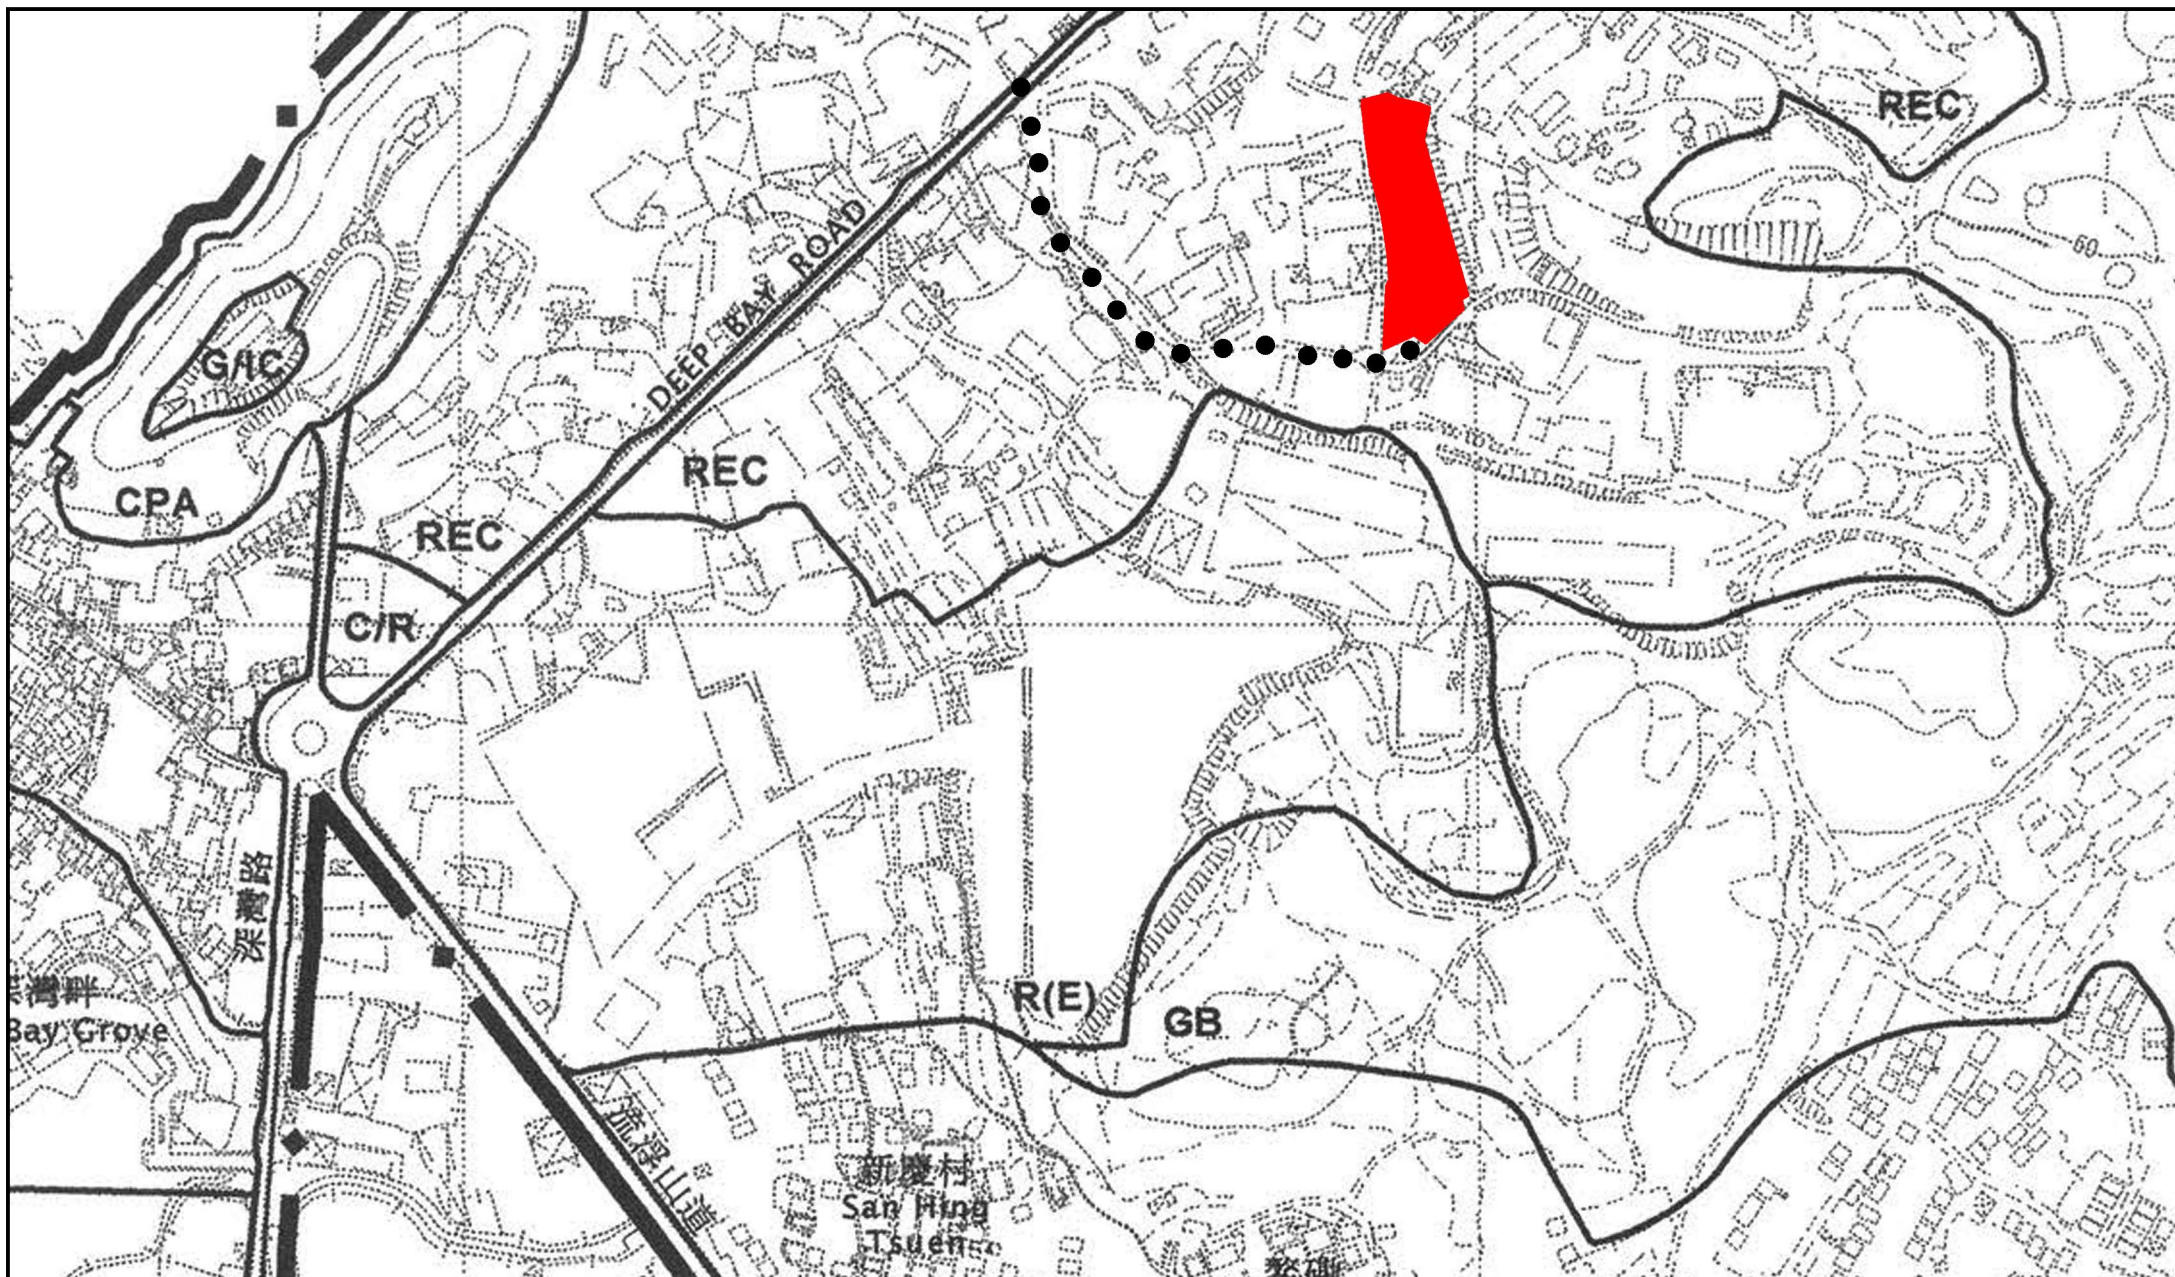 REC
60
DEEP BAY ROAD
G/IC
CPA
REC
REC
C/R
深灣路
灣畔
Bay Grove
R(E)
GB
流浮山道
新慶村
San Hing
Tsuen